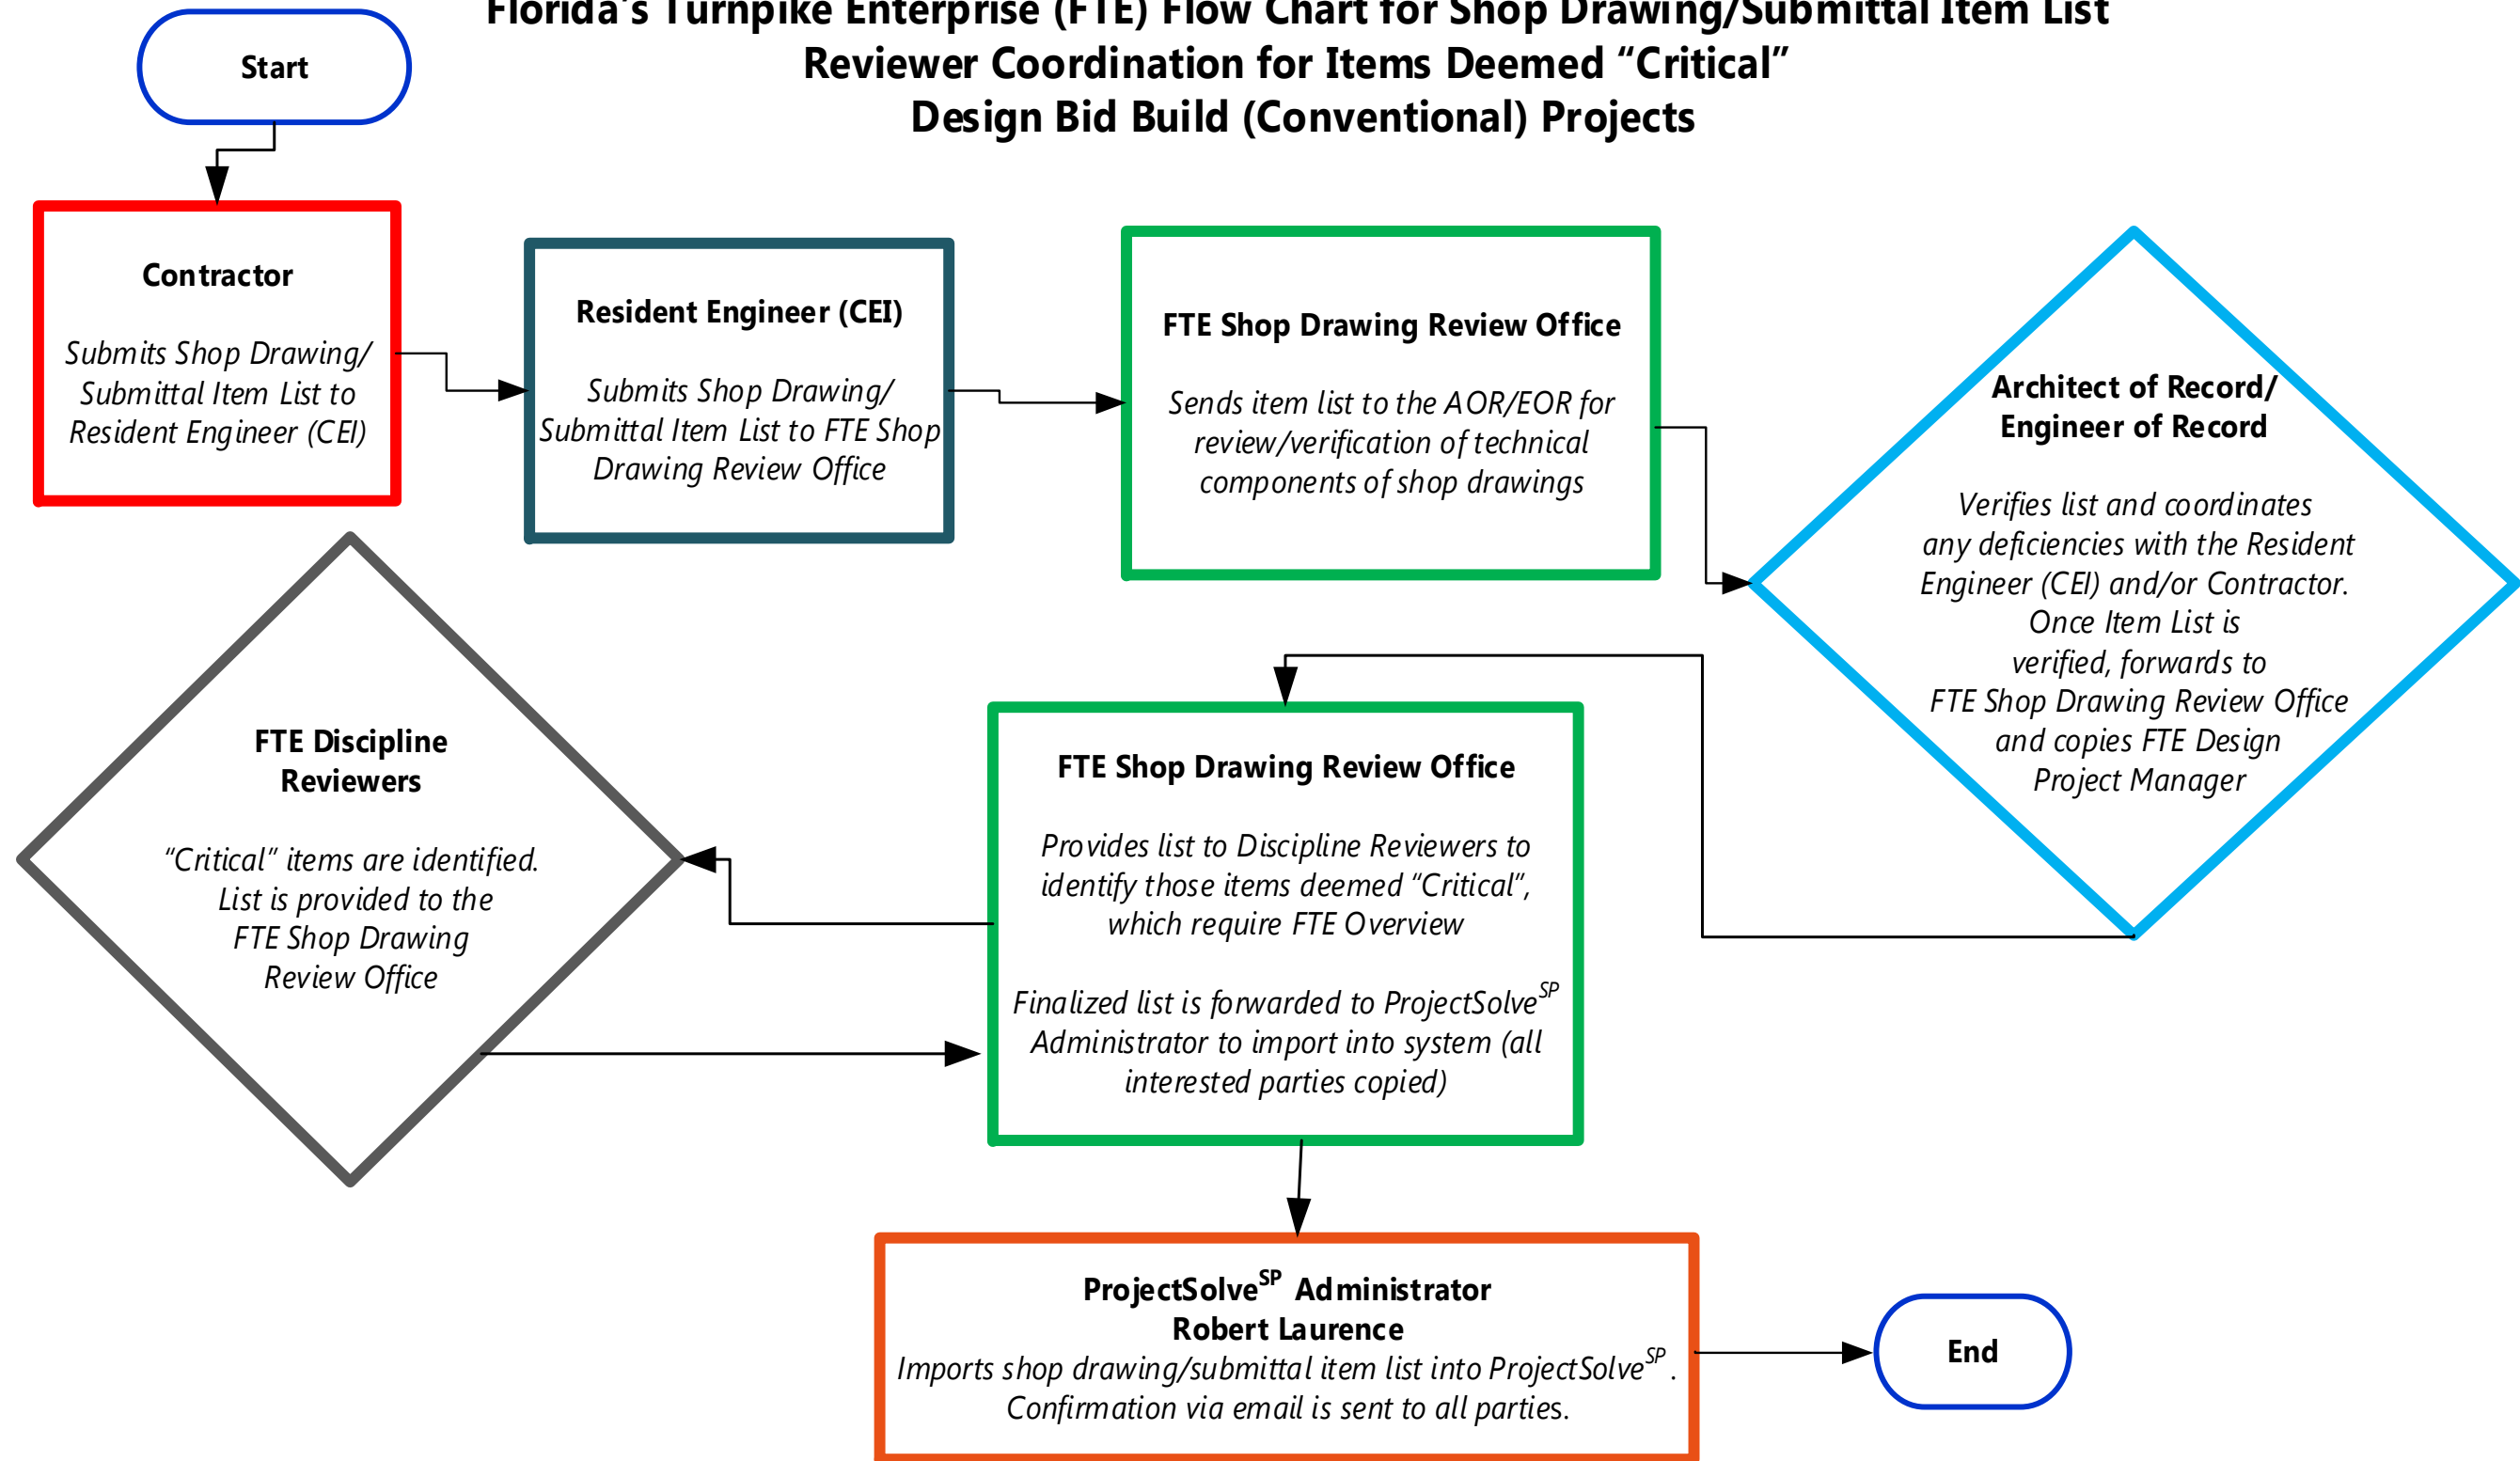 Florida's Turnpike Enterprise (FTE) Flow Chart for Shop Drawing/Submittal Item List
Reviewer Coordination for Items Deemed “Critical”
Design Bid Build (Conventional) Projects
Start
Contractor
Submits Shop Drawing/
Submittal Item List to
Resident Engineer (CEI)
Resident Engineer (CEI)
Submits Shop Drawing/
Submittal Item List to FTE Shop
Drawing Review Office
FTE Shop Drawing Review Office
Sends item list to the AOR/EOR for
review/verification of technical
components of shop drawings
Architect of Record/
Engineer of Record
Verifies list and coordinates
any deficiencies with the Resident
Engineer (CEI) and/or Contractor.
Once Item List is
verified, forwards to
FTE Shop Drawing Review Office
and copies FTE Design
Project Manager
FTE Shop Drawing Review Office
Provides list to Discipline Reviewers to
identify those items deemed “Critical”,
which require FTE Overview
Finalized list is forwarded to ProjectSolveSP
Administrator to import into system (all
interested parties copied)
FTE Discipline
Reviewers
“Critical” items are identified.
List is provided to the
FTE Shop Drawing
Review Office
ProjectSolveSP Administrator
Robert Laurence
Imports shop drawing/submittal item list into ProjectSolveSP .
Confirmation via email is sent to all parties.
End